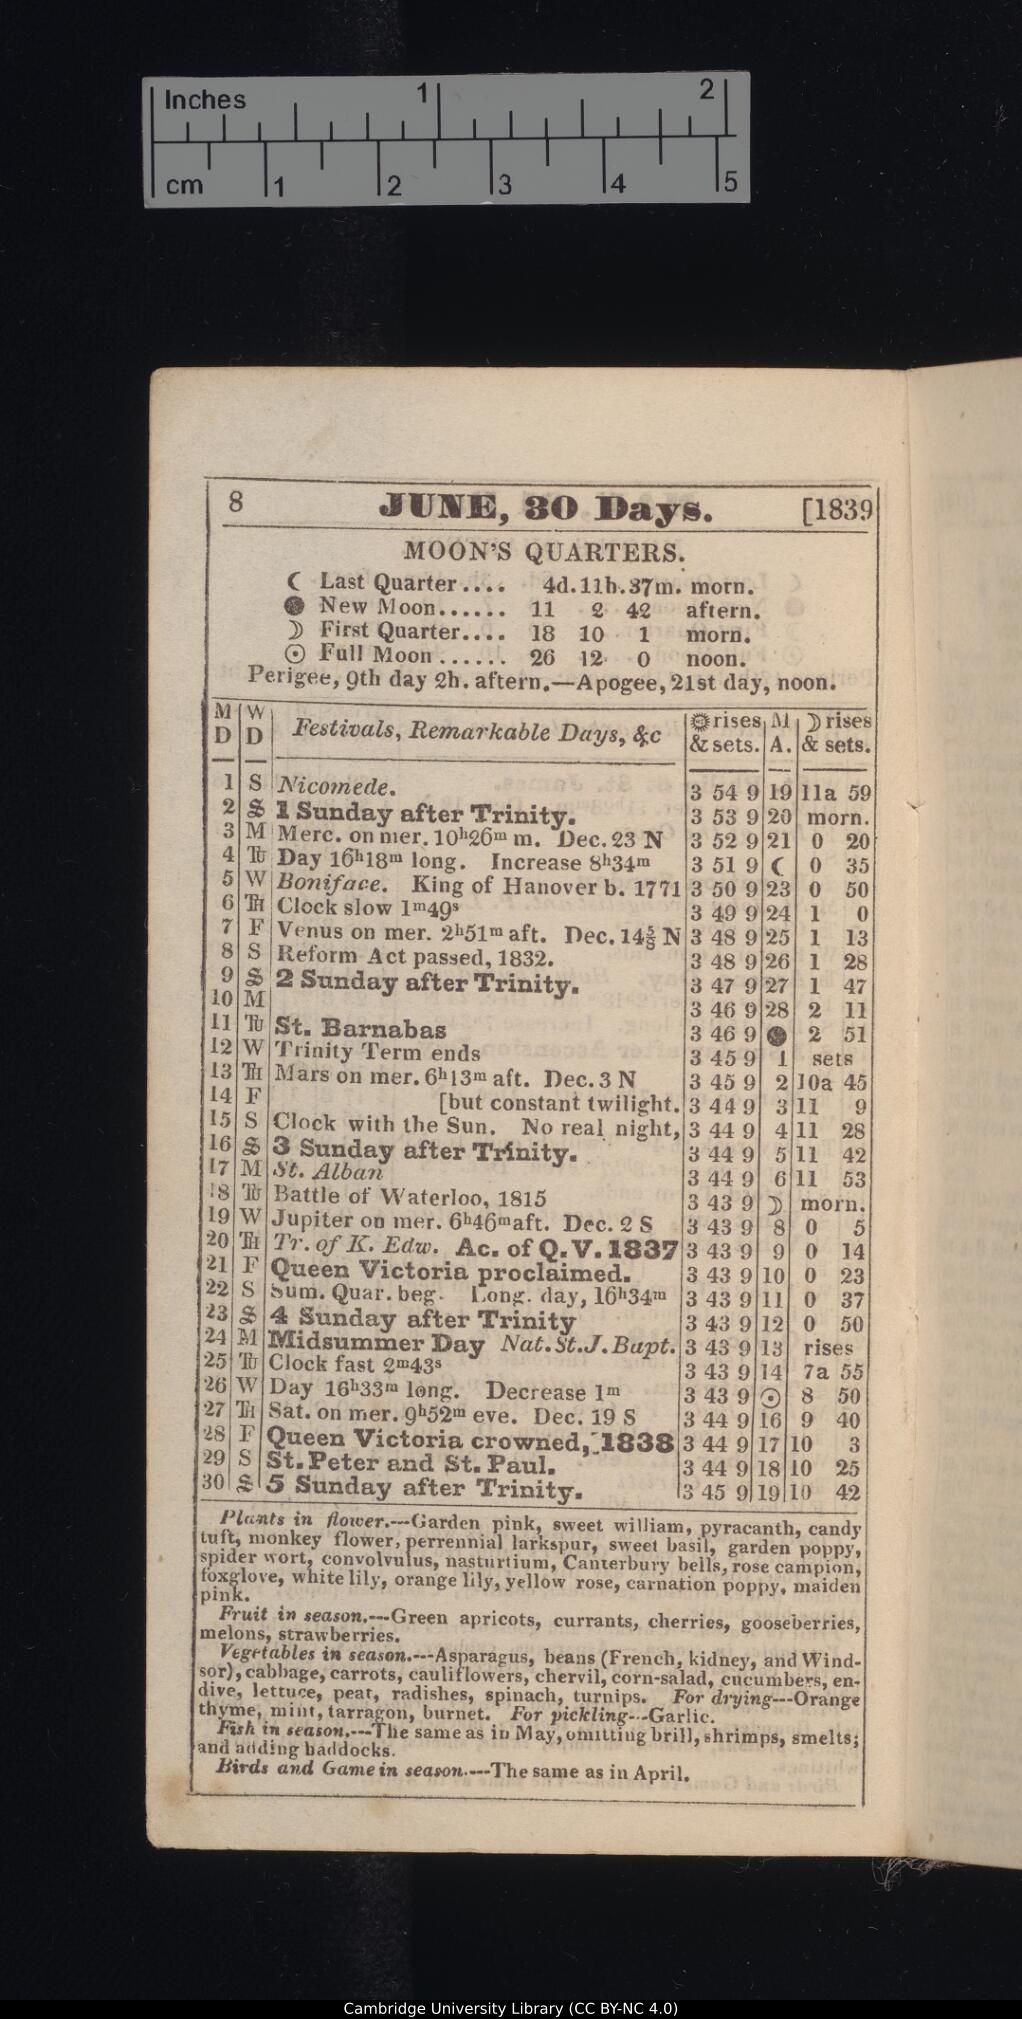 Inches 1 2
cm 1 2 3 4 5
8 JUNE, 30 Days. [1839
MOON'S QUARTERS.
☾ Last Quarter.... 4d.11h.37m. morn.
● New Moon...... 11 2 42 aftern.
☽ First Quarter.... 18 10 1 morn.
☉ Full Moon ...... 26 12 0 noon.
Perigee, 9th day 2h. aftern.—Apogee, 21st day, noon.
M D W D Festivals, Remarkable Days, &c ☼ rises & sets. M A. ☽ rises & sets.
1 S Nicomede. 3 54 9 19 11a 59
2 S 1 Sunday after Trinity. 3 53 9 20 morn.
3 M Merc. on mer. 10h26m m. Dec. 23 N 3 52 9 21 0 20
4 Tu Day 16h18m long. Increase 8h34m 3 51 9 ☾ 0 35
5 W Boniface. King of Hanover b. 1771 3 50 9 23 0 50
6 TH Clock slow 1m49s 3 49 9 24 1 0
7 F Venus on mer. 2h51m aft. Dec. 14⅝ N 3 48 9 25 1 13
8 S Reform Act passed, 1832. 3 48 9 26 1 28
9 S 2 Sunday after Trinity. 3 47 9 27 1 47
10 M 3 46 9 28 2 11
11 Tu St. Barnabas 3 46 9 ● 2 51
12 W Trinity Term ends 3 45 9 1 sets
13 TH Mars on mer. 6h13m aft. Dec. 3 N 3 45 9 2 10a 45
14 F [but constant twilight. 3 44 9 3 11 9
15 S Clock with the Sun. No real night, 3 44 9 4 11 28
16 S 3 Sunday after Trinity. 3 44 9 5 11 42
17 M St. Alban 3 44 9 6 11 53
18 Tu Battle of Waterloo, 1815 3 43 9 ☽ morn.
19 W Jupiter on mer. 6h46m aft. Dec. 2 S 3 43 9 8 0 5
20 TH Tr. of K. Edw. Ac. of Q.V. 1837 3 43 9 9 0 14
21 F Queen Victoria proclaimed. 3 43 9 10 0 23
22 S Sum. Quar. beg. Long. day, 16h34m 3 43 9 11 0 37
23 S 4 Sunday after Trinity 3 43 9 12 0 50
24 M Midsummer Day Nat. St. J. Bapt. 3 43 9 13 rises
25 Tu Clock fast 2m43s 3 43 9 14 7a 55
26 W Day 16h33m long. Decrease 1m 3 43 9 ☉ 8 50
27 TH Sat. on mer. 9h52m eve. Dec. 19 S 3 44 9 16 9 40
28 F Queen Victoria crowned, 1838 3 44 9 17 10 3
29 S St. Peter and St. Paul. 3 44 9 18 10 25
30 S 5 Sunday after Trinity. 3 45 9 19 10 42
Plants in flower.---Garden pink, sweet william, pyracanth, candy
tuft, monkey flower, perrennial larkspur, sweet basil, garden poppy,
spider wort, convolvulus, nasturtium, Canterbury bells, rose campion,
foxglove, white lily, orange lily, yellow rose, carnation poppy, maiden
pink.
Fruit in season.---Green apricots, currants, cherries, gooseberries,
melons, strawberries.
Vegetables in season.---Asparagus, beans (French, kidney, and Wind-
sor), cabbage, carrots, cauliflowers, chervil, corn-salad, cucumbers, en-
dive, lettuce, pear, radishes, spinach, turnips. For drying---Orange
thyme, mint, tarragon, burnet. For pickling---Garlic.
Fish in season.---The same as in May, omitting brill, shrimps, smelts;
and adding haddocks.
Birds and Game in season.---The same as in April.
Cambridge University Library (CC BY-NC 4.0)